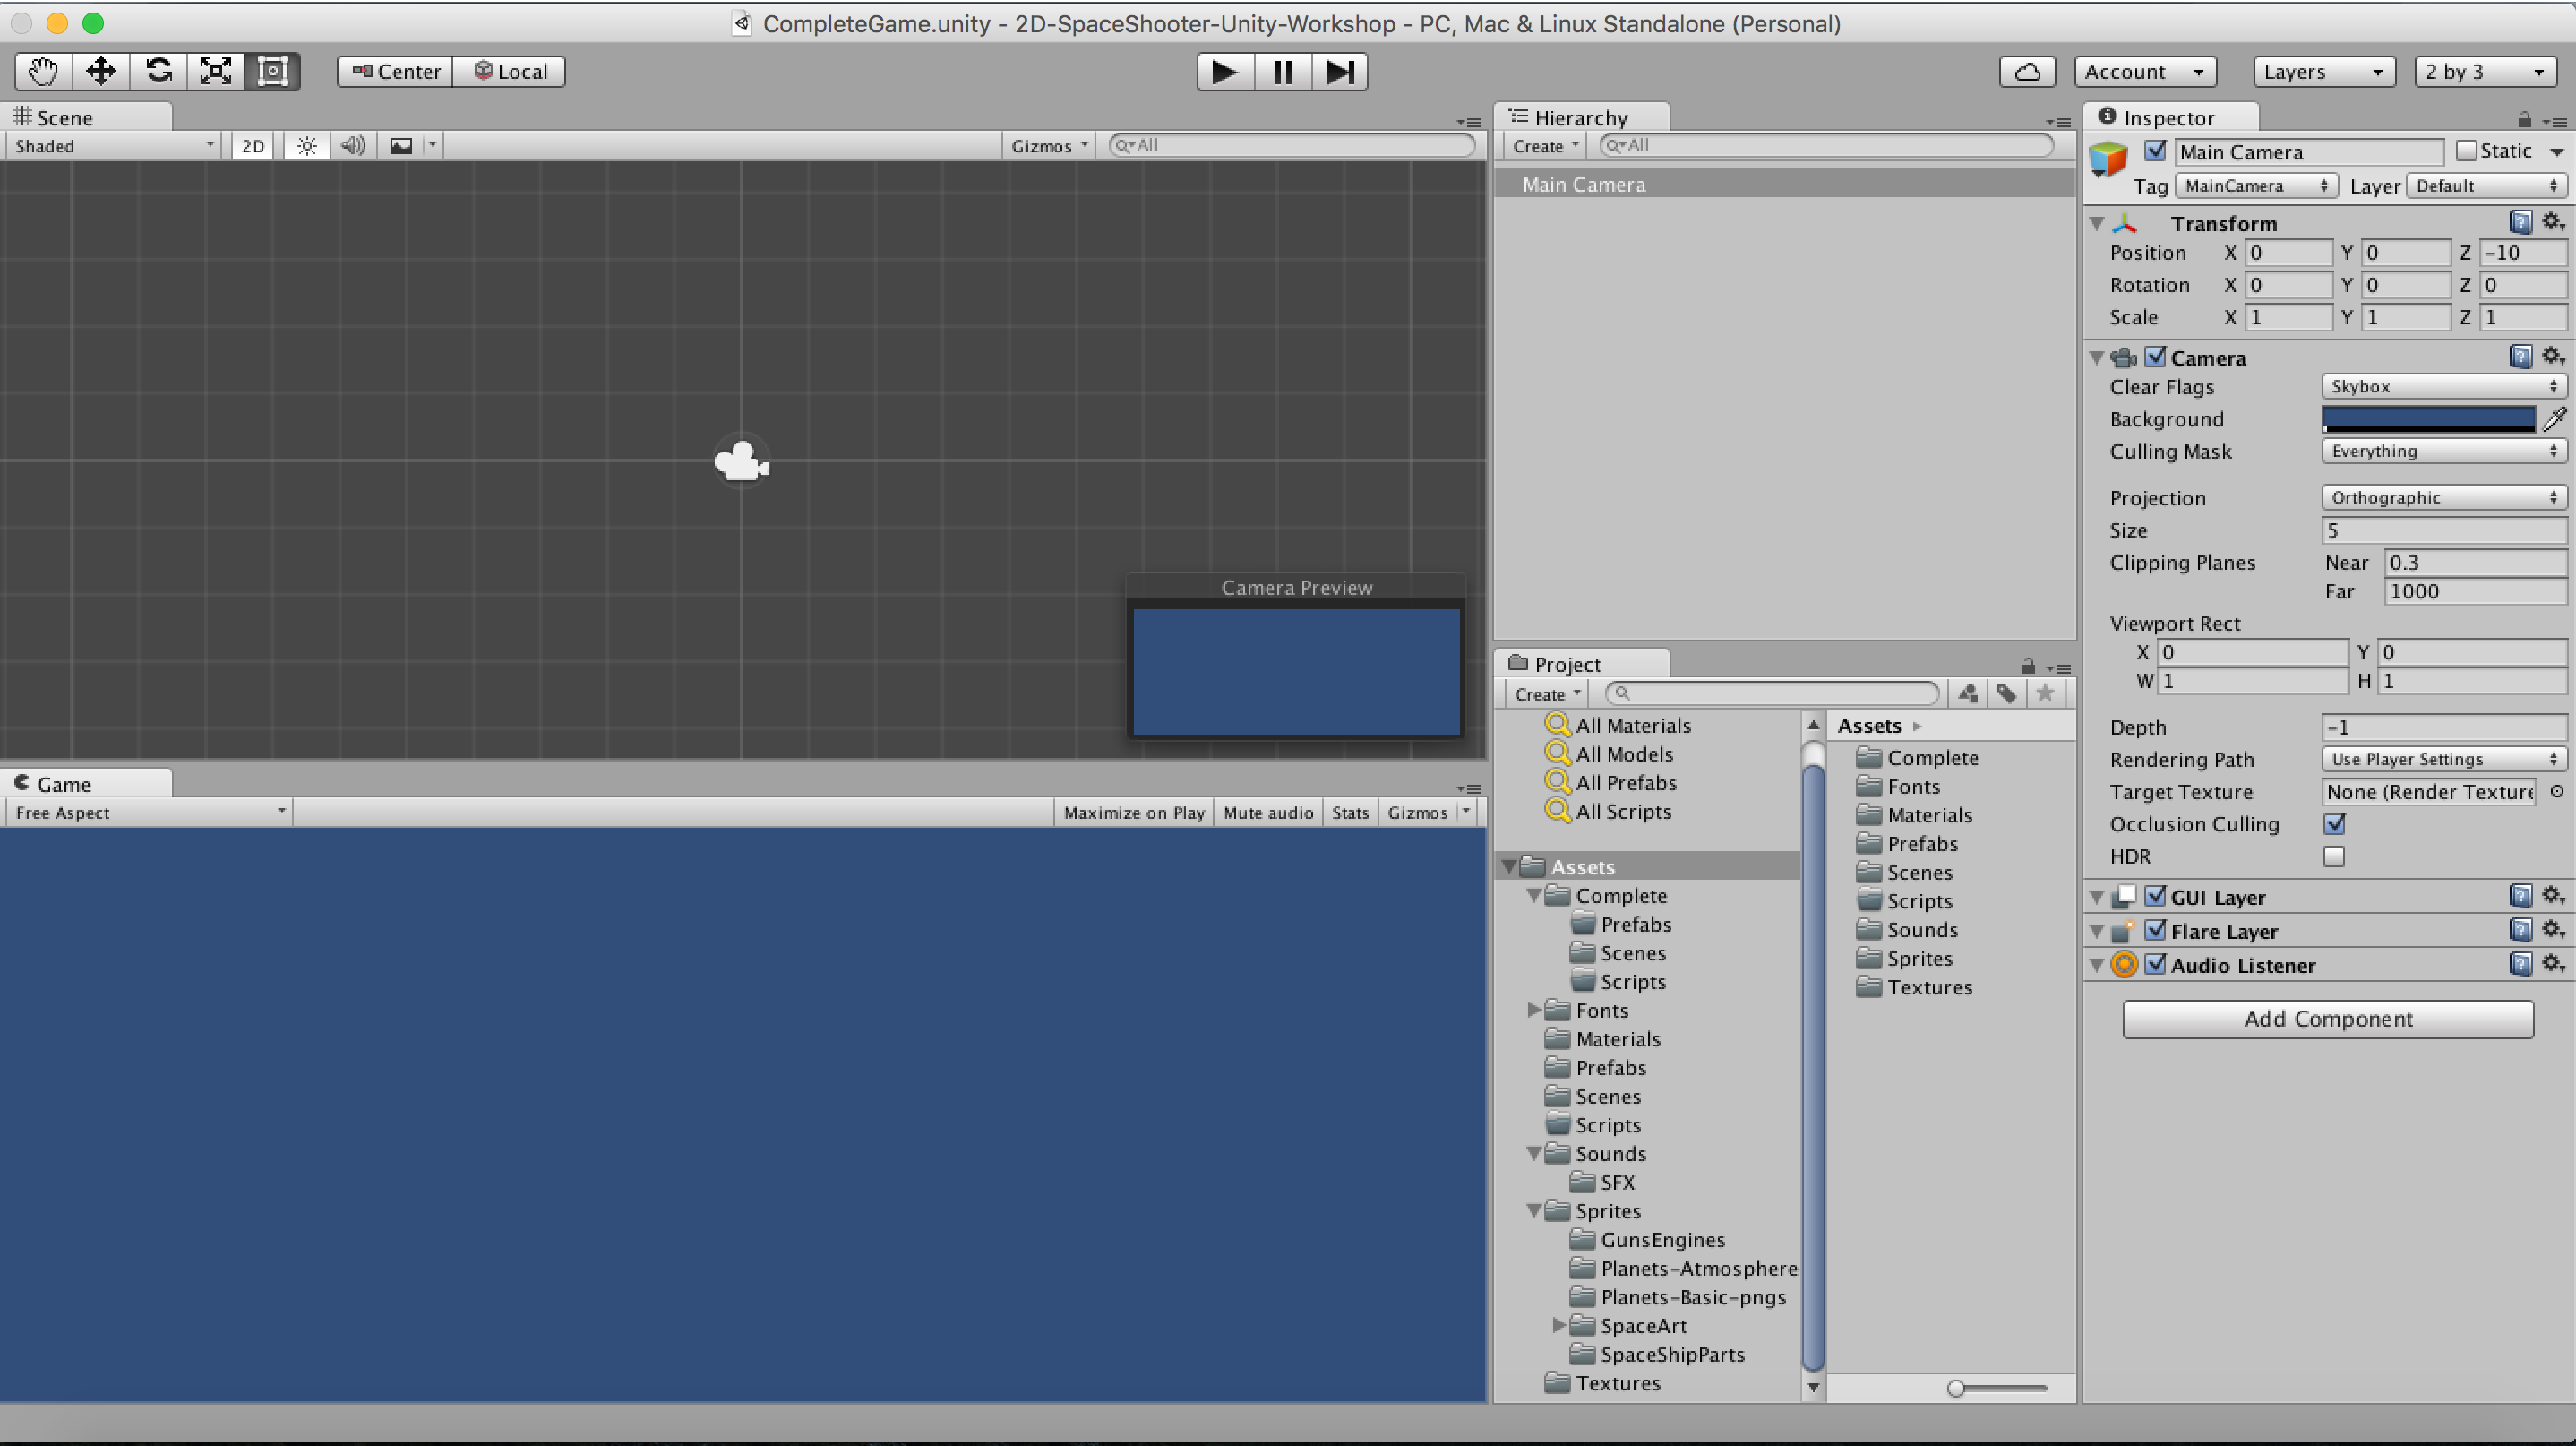 CompleteGame.unity - 2D-SpaceShooter-Unity-Workshop - PC, Mac & Linux Standalone (Personal)
Center Local Account Layers 2 by 3
Scene
Shaded 2D Gizmos All
Camera Preview
Game
Free Aspect Maximize on Play Mute audio Stats Gizmos
Hierarchy
Create All
Main Camera
Project
Create
All Materials
All Models
All Prefabs
All Scripts
Assets
Complete
Prefabs
Scenes
Scripts
Fonts
Materials
Prefabs
Scenes
Scripts
Sounds
SFX
Sprites
GunsEngines
Planets-Atmosphere
Planets-Basic-pngs
SpaceArt
SpaceShipParts
Textures
Assets
Complete
Fonts
Materials
Prefabs
Scenes
Scripts
Sounds
Sprites
Textures
Inspector
Main Camera Static
Tag MainCamera Layer Default
Transform
Position X 0 Y 0 Z -10
Rotation X 0 Y 0 Z 0
Scale X 1 Y 1 Z 1
Camera
Clear Flags Skybox
Background
Culling Mask Everything
Projection Orthographic
Size 5
Clipping Planes Near 0.3
Far 1000
Viewport Rect
X 0 Y 0
W 1 H 1
Depth -1
Rendering Path Use Player Settings
Target Texture None (Render Texture
Occlusion Culling
HDR
GUI Layer
Flare Layer
Audio Listener
Add Component